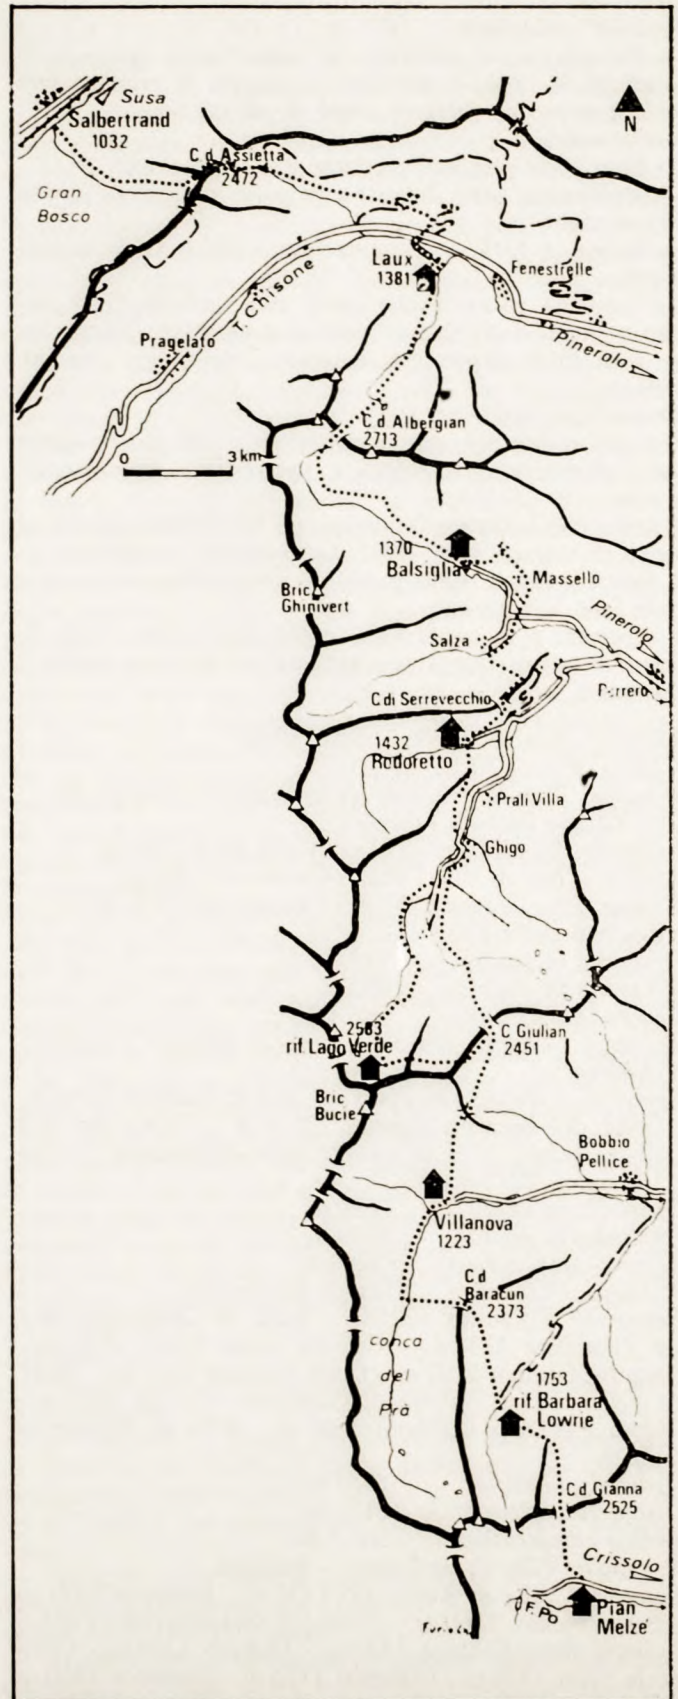 Susa
Salbertrand
1032
N
C d Assietta
2472
Gran
Bosco
Laux
1381
Fenestrelle
T. Chisone
Pragelato
Pinerolo
C d Albergian
2713
0 3 km
1370
Balsiglia
Massello
Bric
Ghinivert
Pinerolo
Salza
Perrero
C di Serrevecchio
1432
Rodoretto
Prali Villa
Ghigo
2583
rif. Lago Verde
C Giulian
2451
Bric
Bucie
Bobbio
Pellice
Villanova
1223
C d
Baracun
2373
conca
del
Prà
1753
rif. Barbara
Lowrie
C d Gianna
2525
Crissolo
F. Po
Pian
Melzé